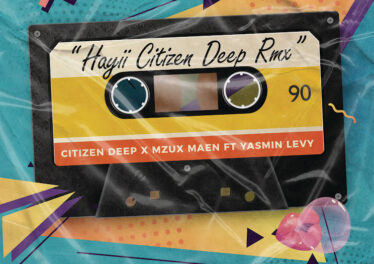 "Hayii Citizen Deep Rmx"
90
CITIZEN DEEP X MZUX MAEN FT YASMIN LEVY